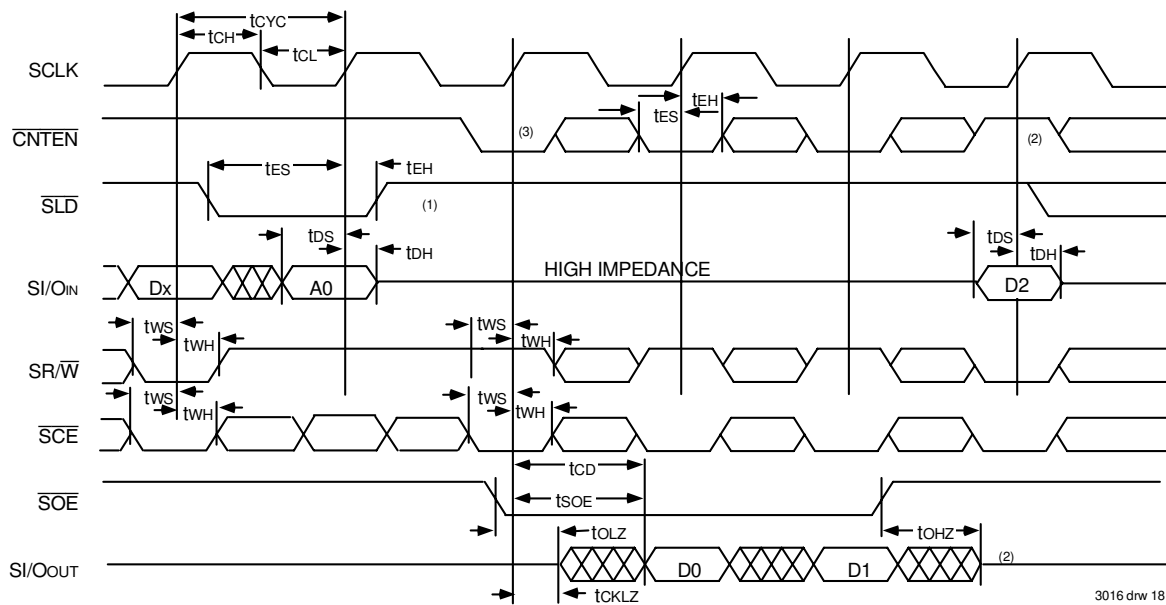 tCYC
tCH
tCL
SCLK
tEH
tES
CNTEN
(3)
(2)
tES
tEH
SLD
(1)
tDS
tDH
tDS
tDH
HIGH IMPEDANCE
SI/OIN
Dx
A0
D2
tWS
tWH
tWS
tWH
SR/W
tWS
tWH
tWS
tWH
SCE
tCD
SOE
tSOE
tOLZ
tOHZ
SI/OOUT
D0
D1
(2)
tCKLZ
3016 drw 18